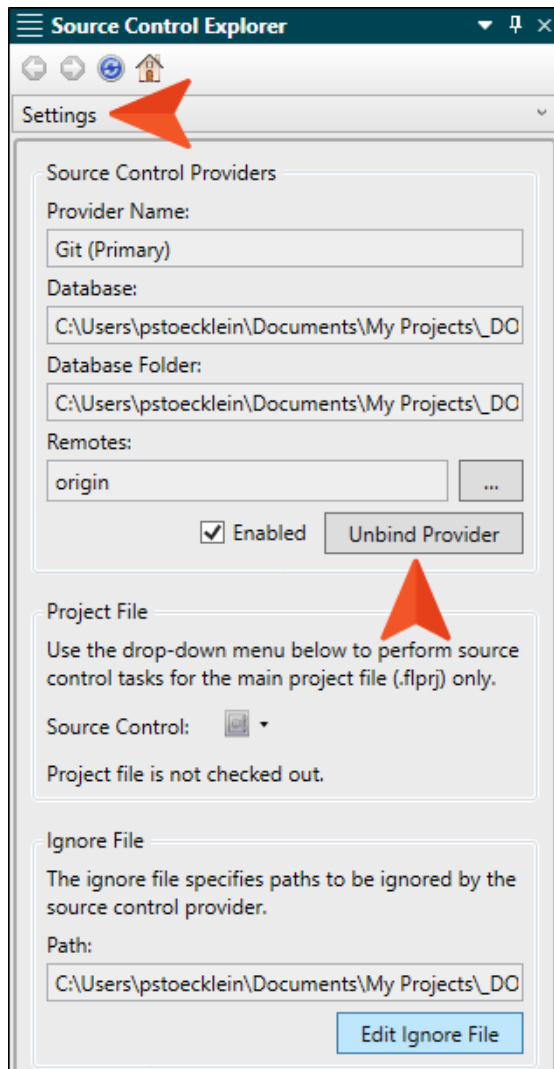 Source Control Explorer
Settings
Source Control Providers
Provider Name:
Git (Primary)
Database:
C:\Users\pstoecklein\Documents\My Projects\_DO
Database Folder:
C:\Users\pstoecklein\Documents\My Projects\_DO
Remotes:
origin
...
Enabled
Unbind Provider
Project File
Use the drop-down menu below to perform source
control tasks for the main project file (.flprj) only.
Source Control:
Project file is not checked out.
Ignore File
The ignore file specifies paths to be ignored by the
source control provider.
Path:
C:\Users\pstoecklein\Documents\My Projects\_DO
Edit Ignore File